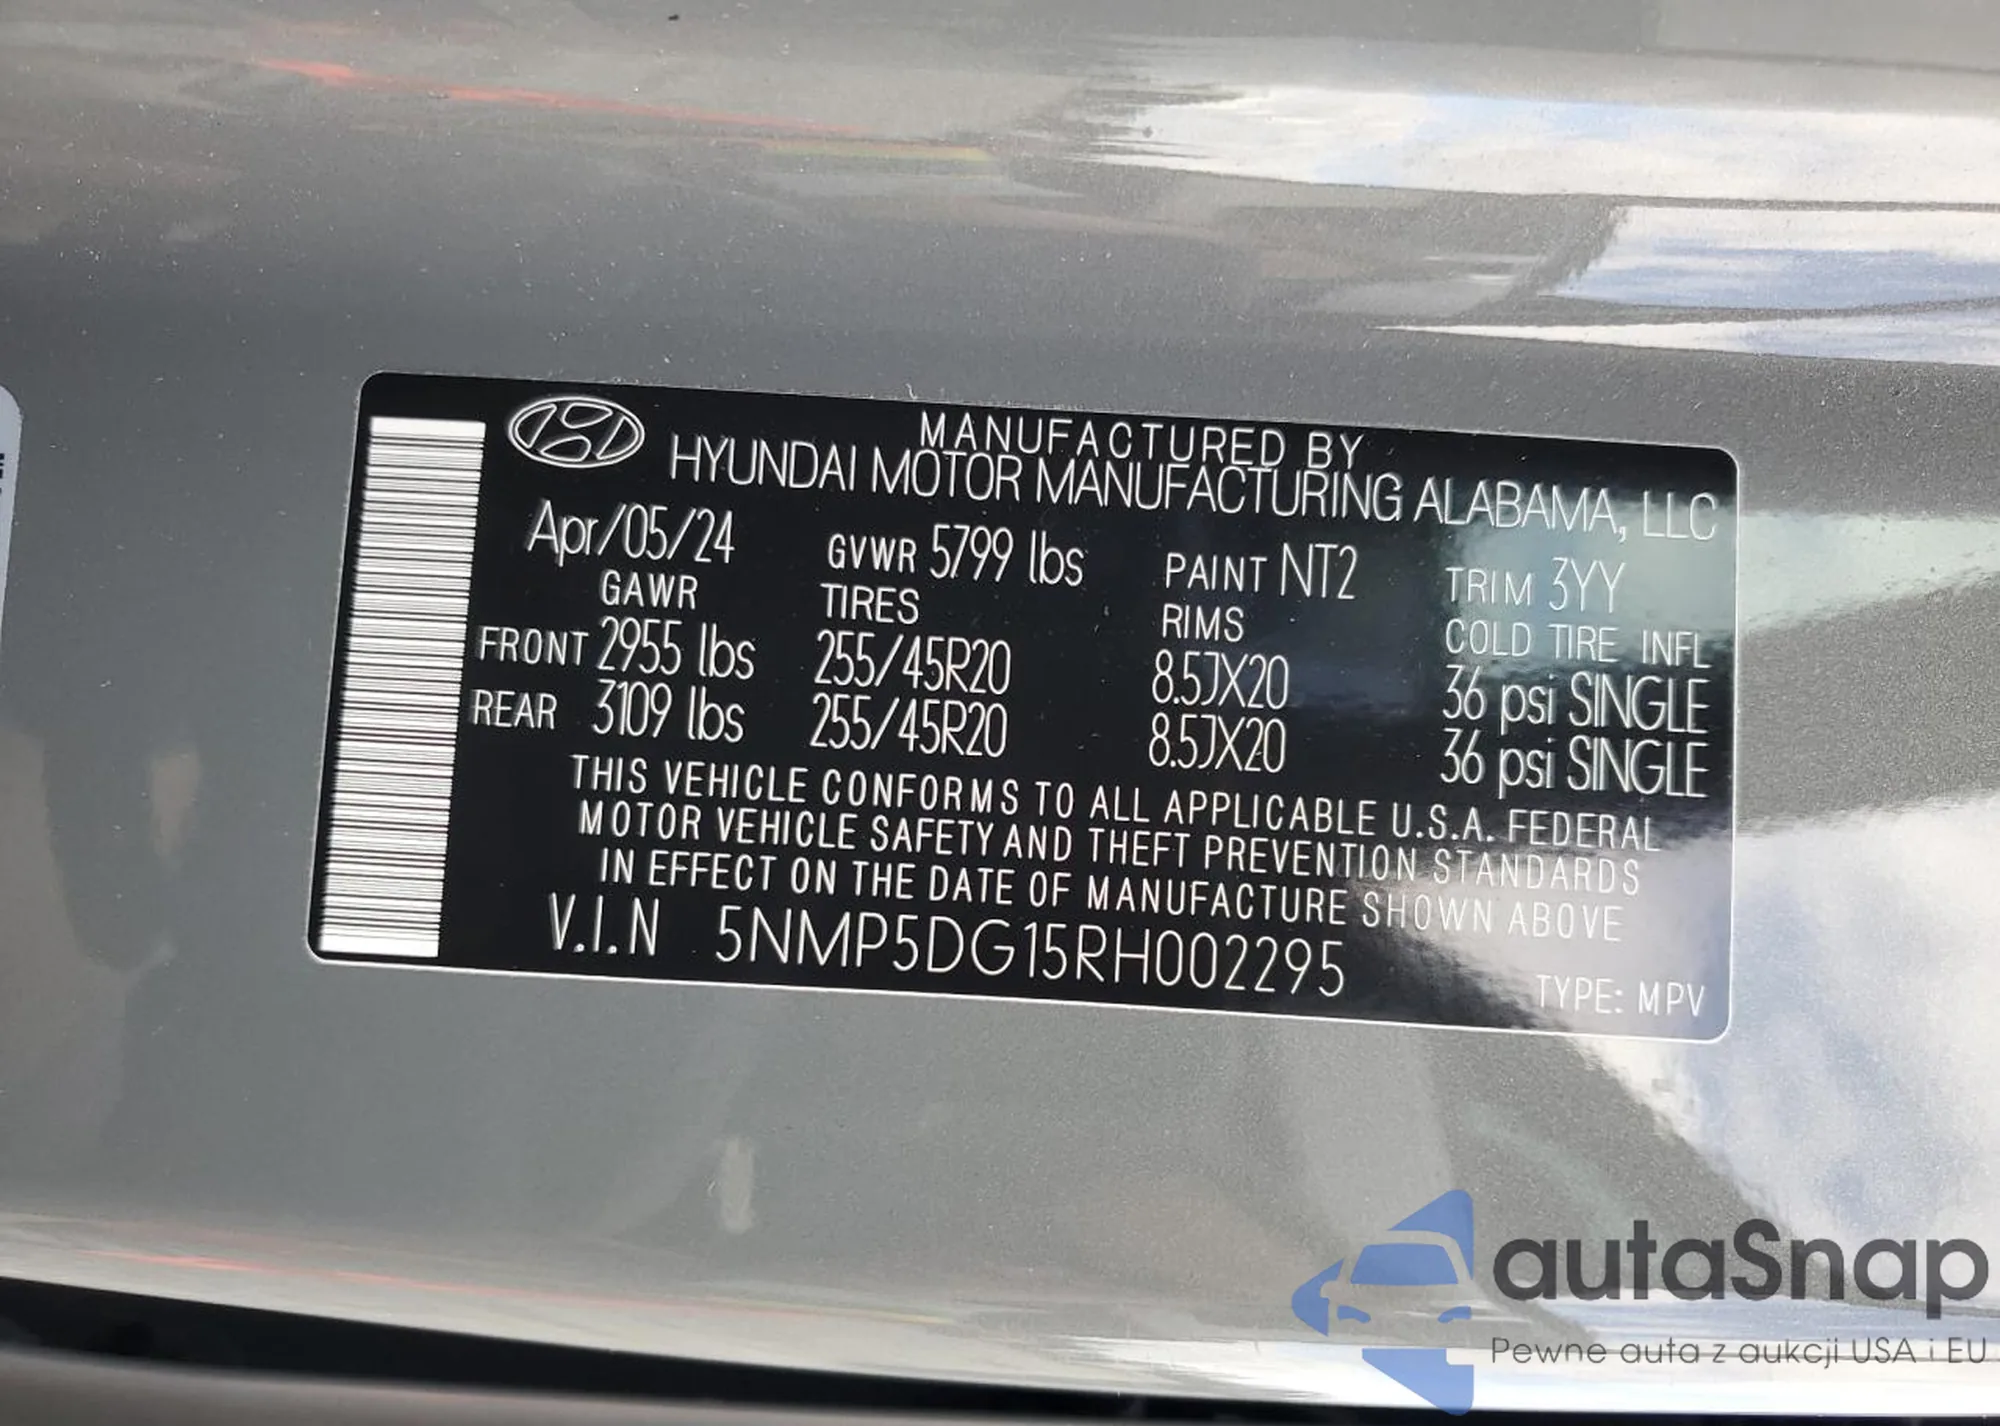 MANUFACTURED BY
HYUNDAI MOTOR MANUFACTURING ALABAMA, LLC
Apr/05/24 GVWR 5799 lbs PAINT NT2 TRIM 3YY
GAWR TIRES RIMS COLD TIRE INFL
FRONT 2955 lbs 255/45R20 8.5JX20 36 psi SINGLE
REAR 3109 lbs 255/45R20 8.5JX20 36 psi SINGLE
THIS VEHICLE CONFORMS TO ALL APPLICABLE U.S.A. FEDERAL
MOTOR VEHICLE SAFETY AND THEFT PREVENTION STANDARDS
IN EFFECT ON THE DATE OF MANUFACTURE SHOWN ABOVE
V.I.N 5NMP5DG15RH002295
TYPE: MPV
autaSnap
Pewne auta z aukcji USA i EU